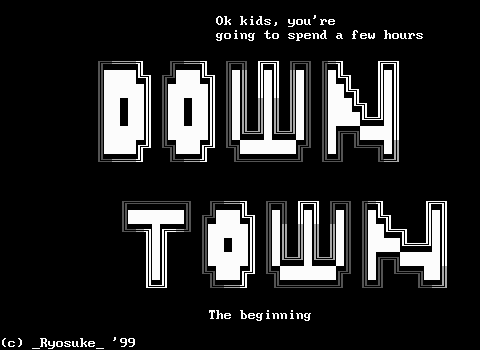 Ok kids, you're
going to spend a few hours
DOWN
TOWN
The beginning
(c) _Ryosuke_ '99